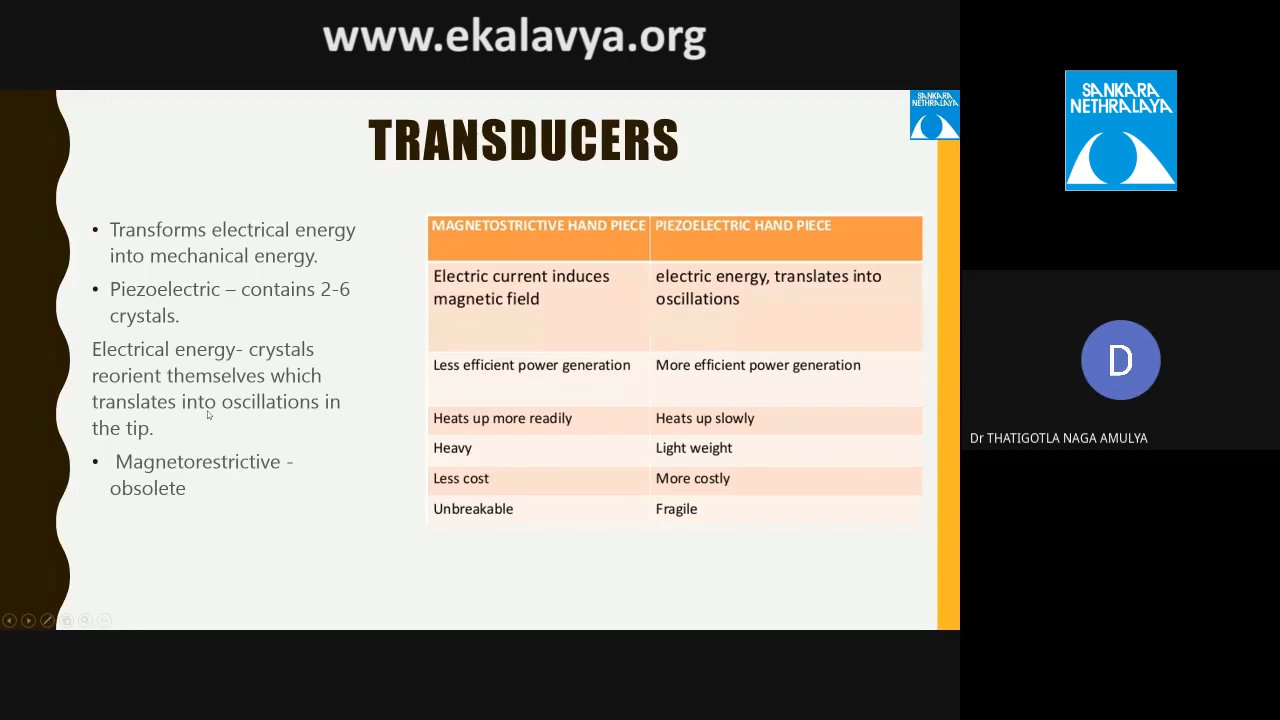 www.ekalavya.org
SANKARA
NETHRALAYA
TRANSDUCERS
• Transforms electrical energy
into mechanical energy.
• Piezoelectric – contains 2-6
crystals.
Electrical energy- crystals
reorient themselves which
translates into oscillations in
the tip.
• Magnetorestrictive -
obsolete
MAGNETOSTRICTIVE HAND PIECE PIEZOELECTRIC HAND PIECE
Electric current induces
magnetic field
electric energy, translates into
oscillations
Less efficient power generation More efficient power generation
Heats up more readily Heats up slowly
Heavy Light weight
Less cost More costly
Unbreakable Fragile
SANKARA
NETHRALAYA
D
Dr THATIGOTLA NAGA AMULYA